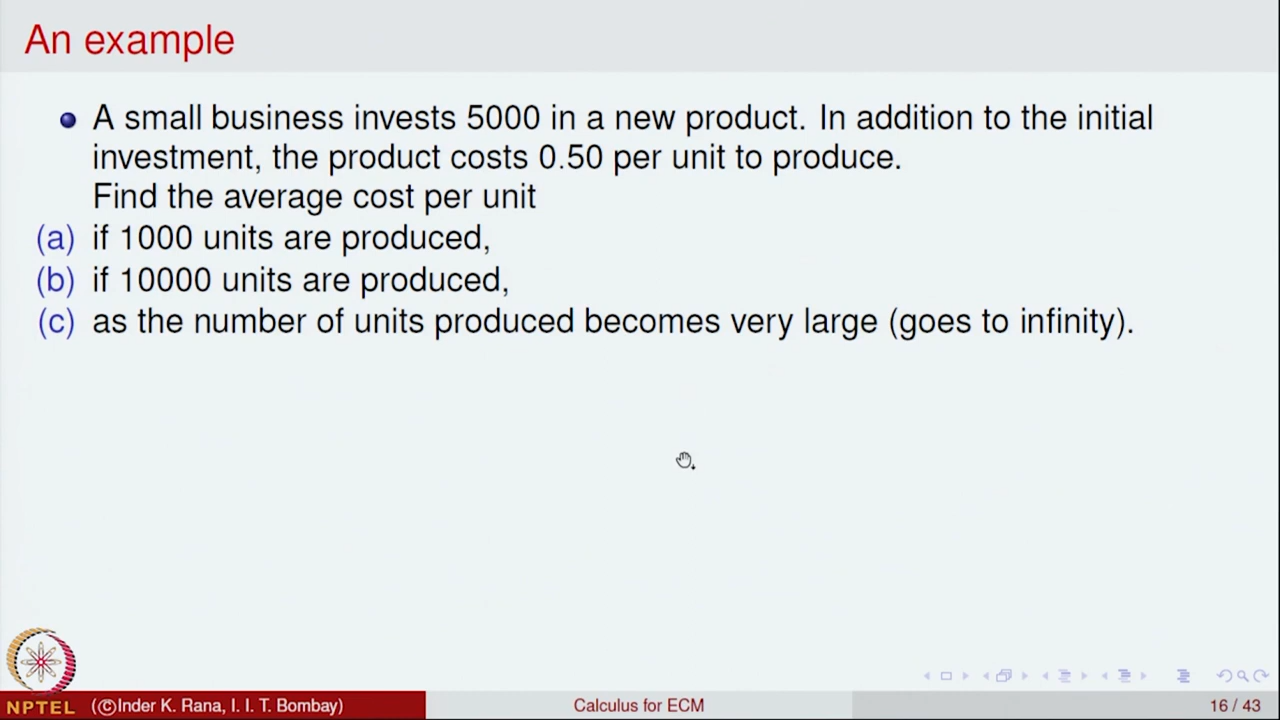 An example
A small business invests 5000 in a new product. In addition to the initial
investment, the product costs 0.50 per unit to produce.
Find the average cost per unit
(a) if 1000 units are produced,
(b) if 10000 units are produced,
(c) as the number of units produced becomes very large (goes to infinity).
NPTEL (©Inder K. Rana, I. I. T. Bombay) Calculus for ECM 16 / 43